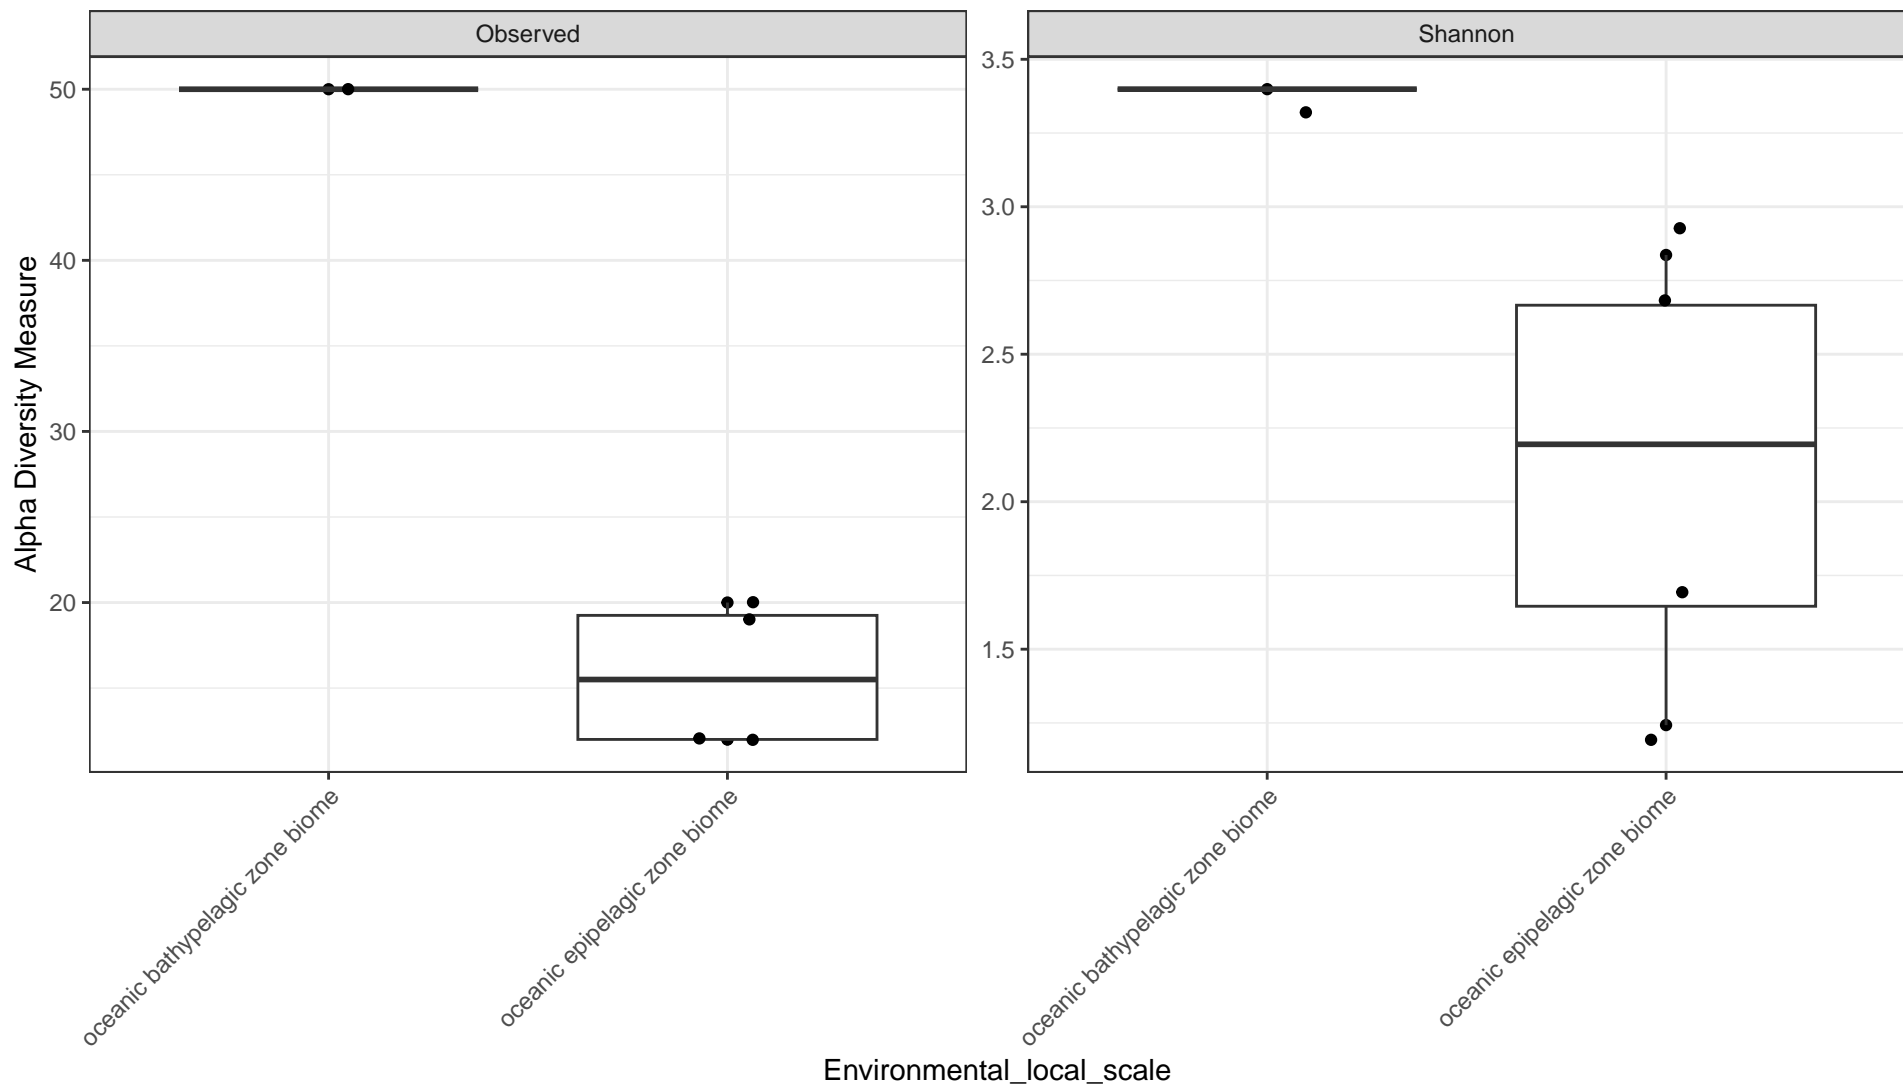 Observed
Shannon
Alpha Diversity Measure
50
40
30
20
3.5
3.0
2.5
2.0
1.5
oceanic bathypelagic zone biome
oceanic epipelagic zone biome
oceanic bathypelagic zone biome
oceanic epipelagic zone biome
Environmental_local_scale